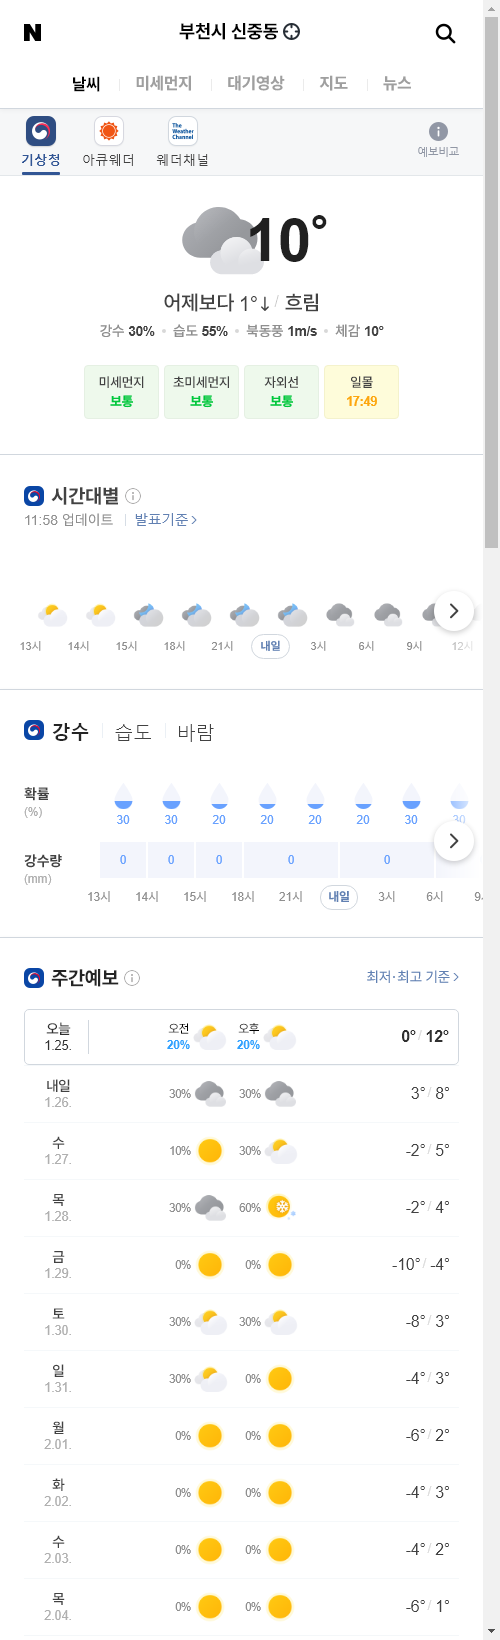 N
부천시 신중동
날씨 미세먼지 대기영상 지도 뉴스
기상청 아큐웨더 The Weather Channel 웨더채널 예보비교
10°
어제보다 1°↓ / 흐림
강수 30% • 습도 55% • 북동풍 1m/s • 체감 10°
미세먼지 초미세먼지 자외선 일몰
보통 보통 보통 17:49
시간대별
11:58 업데이트 발표기준 >
13시 14시 15시 18시 21시 내일 3시 6시 9시 12시
강수 습도 바람
확률
(%)
30 30 20 20 20 20 30 30
강수량 0 0 0 0 0
(mm)
13시 14시 15시 18시 21시 내일 3시 6시
주간예보 최저·최고 기준 >
오늘 1.25. 오전 20% 오후 20% 0° / 12°
내일 1.26. 30% 30% 3° / 8°
수 1.27. 10% 30% -2° / 5°
목 1.28. 30% 60% -2° / 4°
금 1.29. 0% 0% -10° / -4°
토 1.30. 30% 30% -8° / 3°
일 1.31. 30% 0% -4° / 3°
월 2.01. 0% 0% -6° / 2°
화 2.02. 0% 0% -4° / 3°
수 2.03. 0% 0% -4° / 2°
목 2.04. 0% 0% -6° / 1°